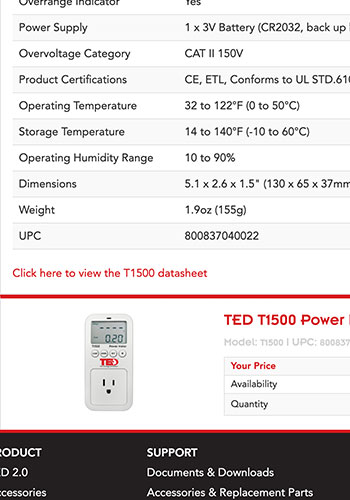 Overrange Indicator Yes
Power Supply 1 x 3V Battery (CR2032, back up
Overvoltage Category CAT II 150V
Product Certifications CE, ETL, Conforms to UL STD.610
Operating Temperature 32 to 122°F (0 to 50°C)
Storage Temperature 14 to 140°F (-10 to 60°C)
Operating Humidity Range 10 to 90%
Dimensions 5.1 x 2.6 x 1.5" (130 x 65 x 37mm
Weight 1.9oz (155g)
UPC 800837040022
Click here to view the T1500 datasheet
0.20
TED
TED T1500 Power
Model: T1500 | UPC: 800837
Your Price
Availability
Quantity
RODUCT SUPPORT
ED 2.0 Documents & Downloads
ccessories Accessories & Replacement Parts